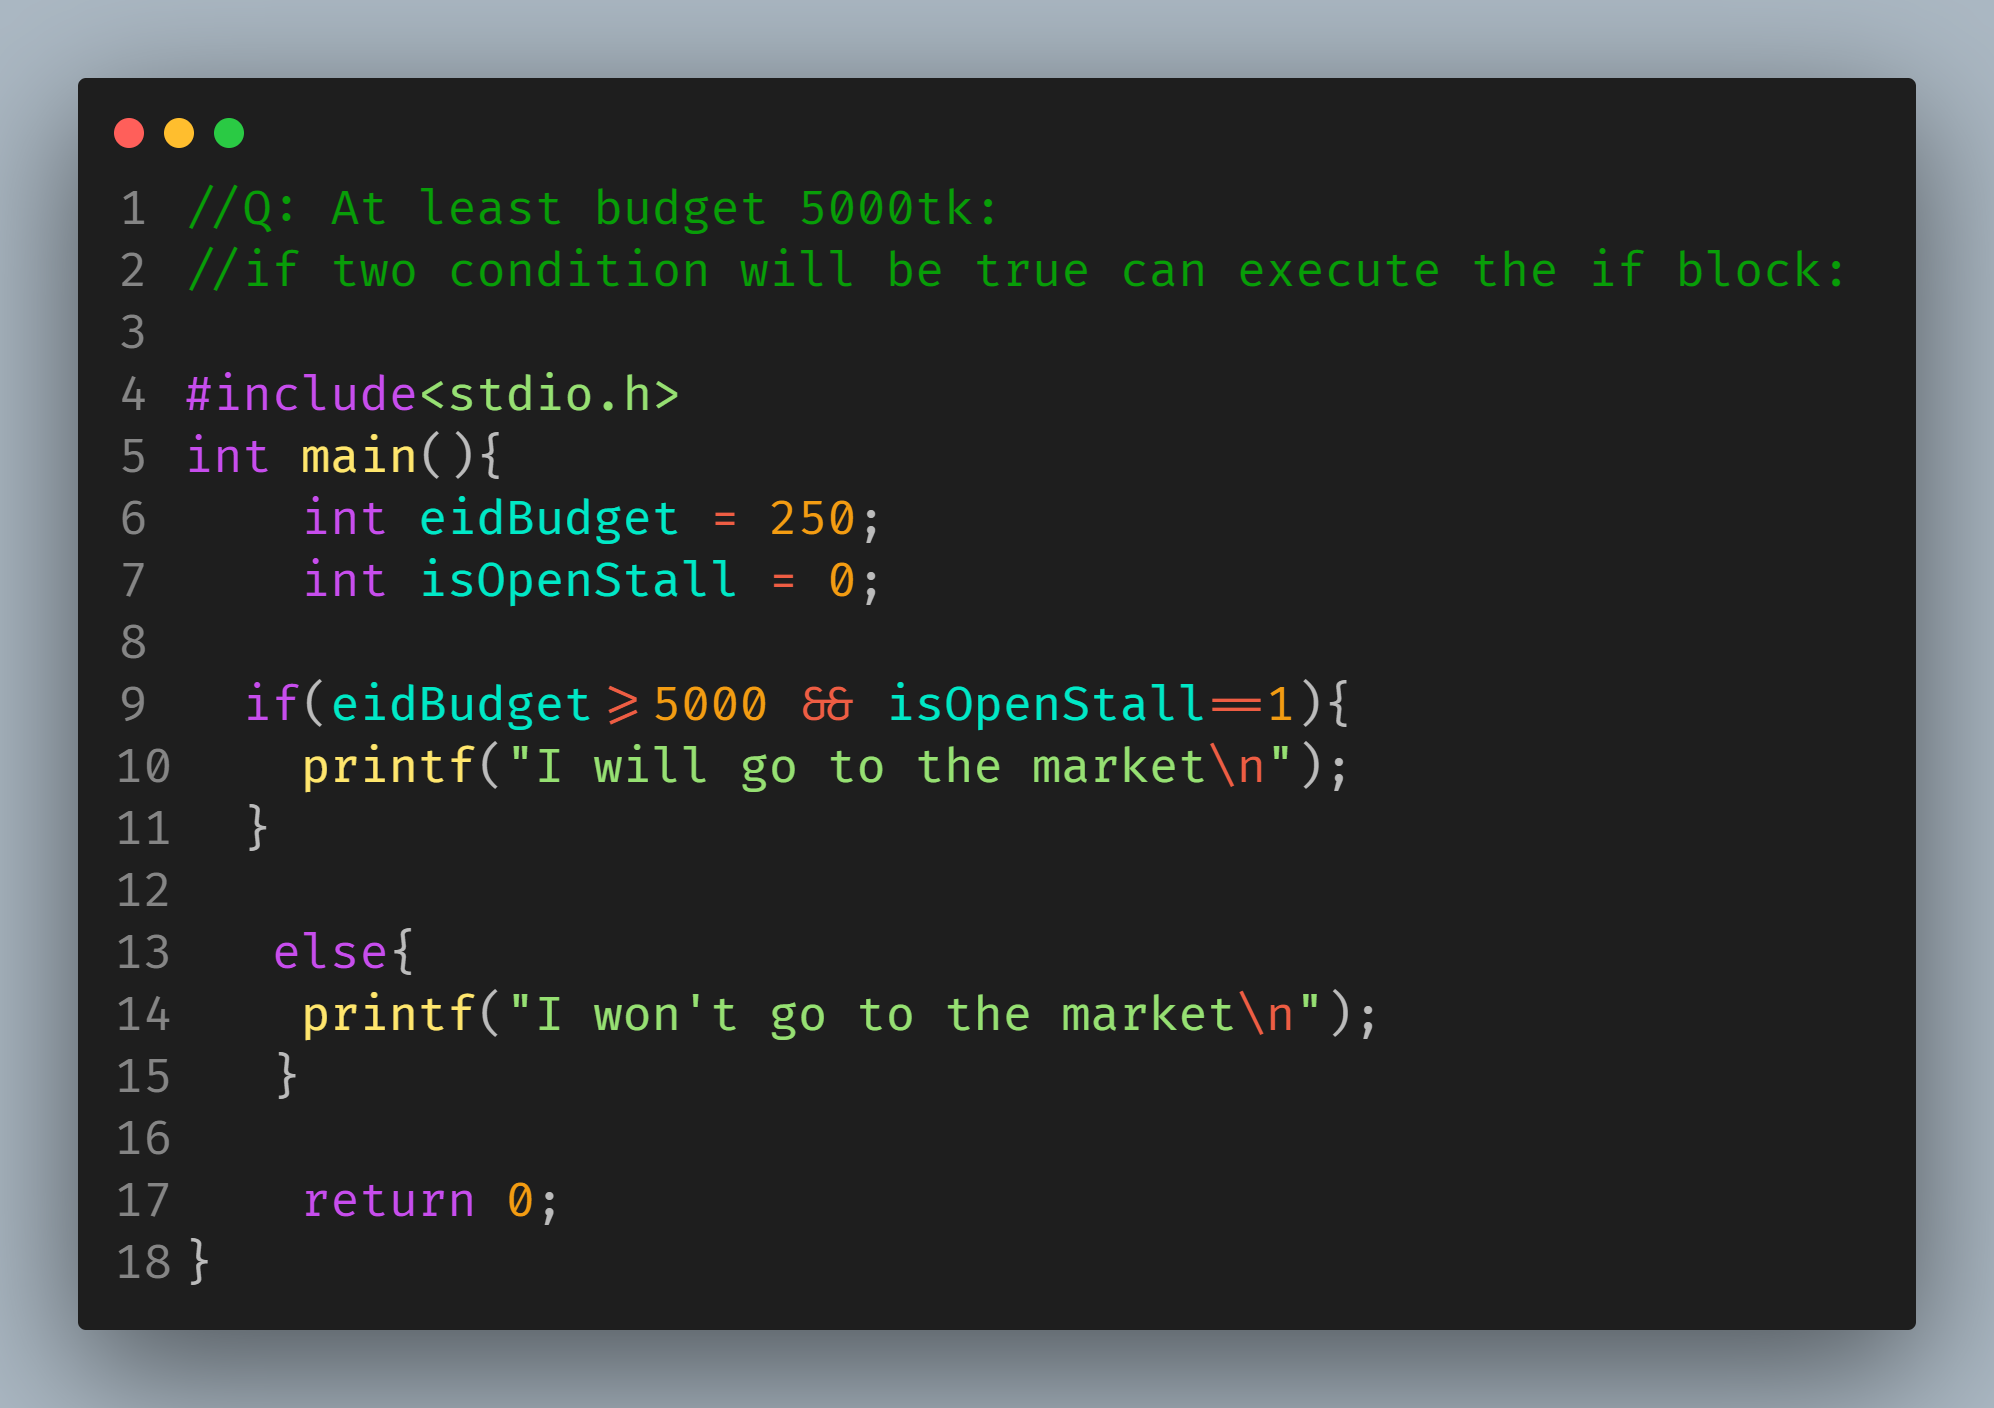 1 //Q: At least budget 5000tk:
2 //if two condition will be true can execute the if block:
3
4 #include<stdio.h>
5 int main(){
6     int eidBudget = 250;
7     int isOpenStall = 0;
8
9   if(eidBudget>=5000 && isOpenStall==1){
10     printf("I will go to the market\n");
11   }
12
13    else{
14     printf("I won't go to the market\n");
15    }
16
17     return 0;
18 }